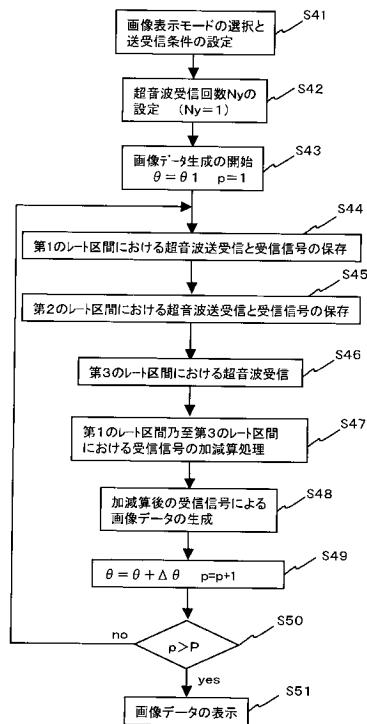 画像表示モードの選択と
送受信条件の設定
S41
超音波受信回数Nyの
設定 (Ny=1)
S42
画像データ生成の開始
θ=θ1 p=1
S43
第1のレート区間における超音波送受信と受信信号の保存
S44
第2のレート区間における超音波送受信と受信信号の保存
S45
第3のレート区間における超音波受信
S46
第1のレート区間乃至第3のレート区間
における受信信号の加減算処理
S47
加減算後の受信信号による
画像データの生成
S48
θ=θ+Δθ p=p+1
S49
no
p>P
S50
yes
画像データの表示
S51